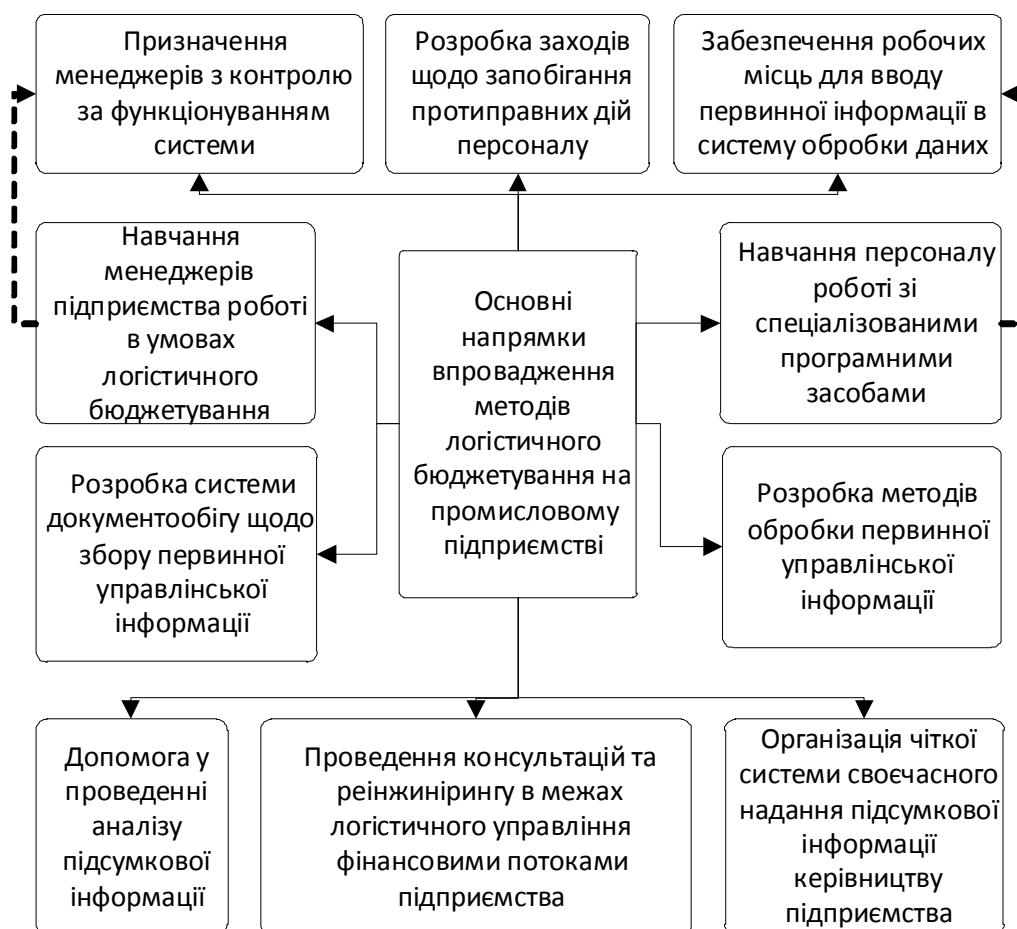 Призначення
менеджерів з контролю
за функціонуванням
системи
Розробка заходів
щодо запобігання
протиправних дій
персоналу
Забезпечення робочих
місць для вводу
первинної інформації в
систему обробки даних
Навчання
менеджерів
підприємства роботі
в умовах
логістичного
бюджетування
Основні
напрямки
впровадження
методів
логістичного
бюджетування на
промисловому
підприємстві
Навчання персоналу
роботі зі
спеціалізованими
програмними
засобами
Розробка системи
документообігу щодо
збору первинної
управлінської
інформації
Розробка методів
обробки первинної
управлінської
інформації
Допомога у
проведенні
аналізу
підсумкової
інформації
Проведення консультацій та
реінжинірингу в межах
логістичного управління
фінансовими потоками
підприємства
Організація чіткої
системи своєчасного
надання підсумкової
інформації
керівництву
підприємства